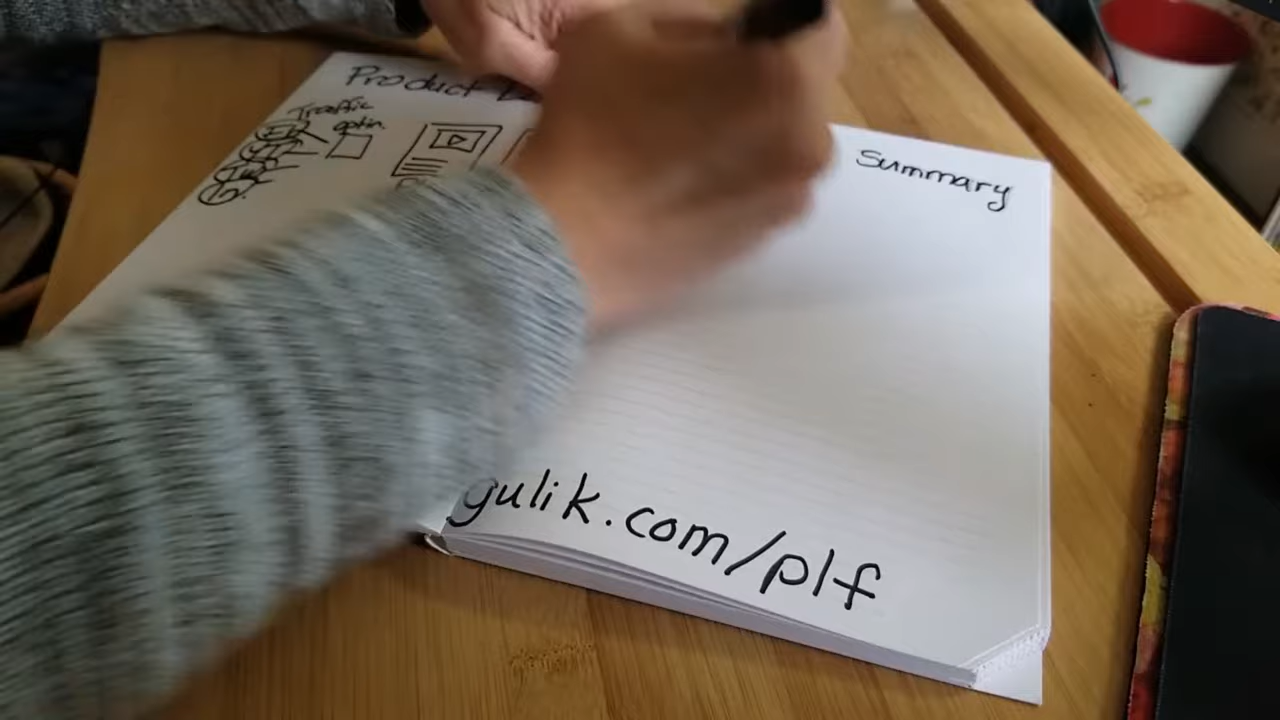 Product
Traffic
optin.
Summary
gulik.com/plf